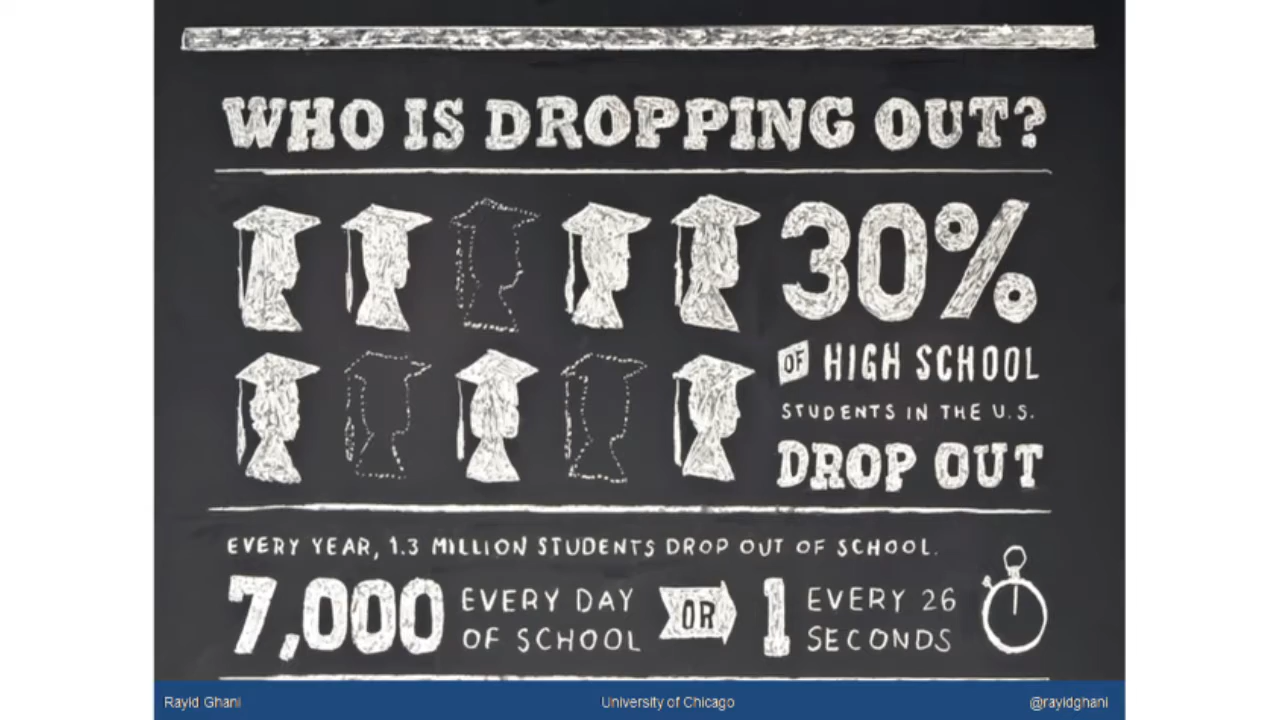 WHO IS DROPPING OUT?
30%
OF HIGH SCHOOL
STUDENTS IN THE U.S.
DROP OUT
EVERY YEAR, 1.3 MILLION STUDENTS DROP OUT OF SCHOOL.
7,000 EVERY DAY OF SCHOOL OR 1 EVERY 26 SECONDS
Rayid Ghani University of Chicago @rayidghani